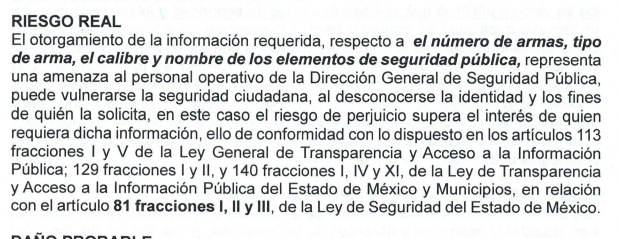 RIESGO REAL
El otorgamiento de la información requerida, respecto a el número de armas, tipo
de arma, el calibre y nombre de los elementos de seguridad pública, representa
una amenaza al personal operativo de la Dirección General de Seguridad Pública,
puede vulnerarse la seguridad ciudadana, al desconocerse la identidad y los fines
de quién la solicita, en este caso el riesgo de perjuicio supera el interés de quien
requiera dicha información, ello de conformidad con lo dispuesto en los artículos 113
fracciones I y V de la Ley General de Transparencia y Acceso a la Información
Pública; 129 fracciones I y II, y 140 fracciones I, IV y XI, de la Ley de Transparencia
y Acceso a la Información Pública del Estado de México y Municipios, en relación
con el artículo 81 fracciones I, II y III, de la Ley de Seguridad del Estado de México.
DAÑO PROBABLE